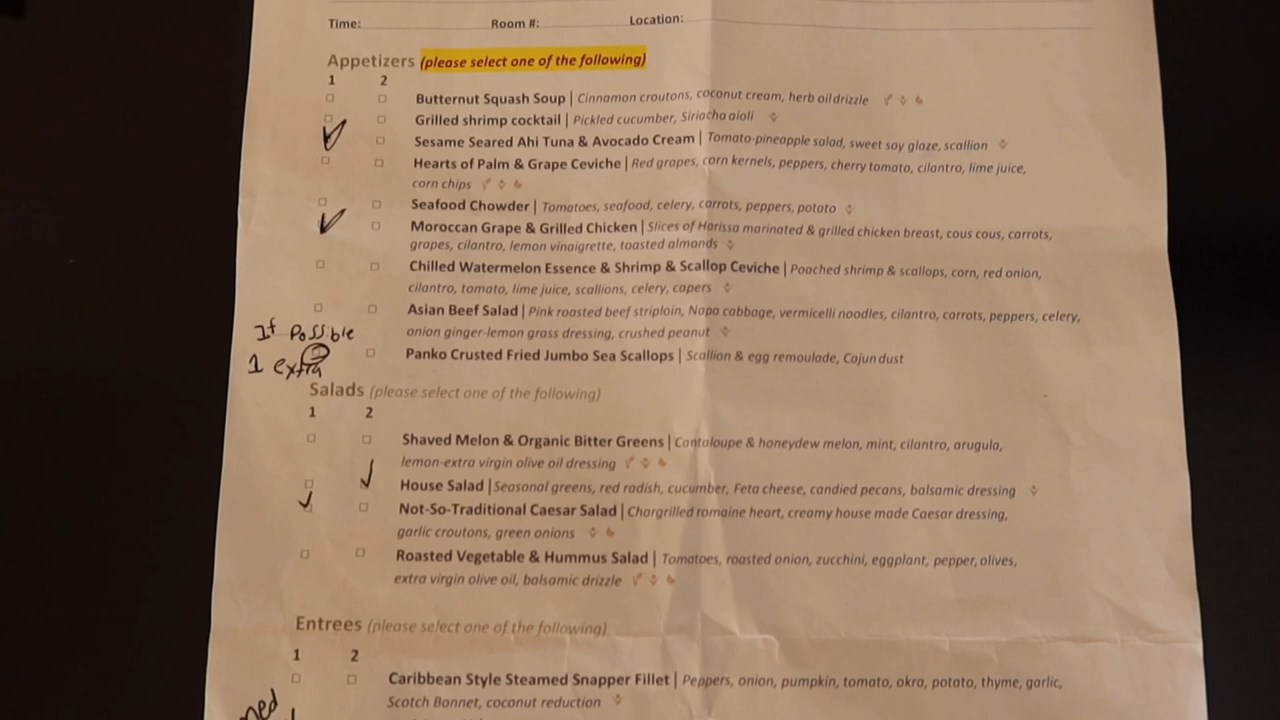 Time: Room #: Location:
Appetizers (please select one of the following)
1 2
Butternut Squash Soup | Cinnamon croutons, coconut cream, herb oil drizzle
Grilled shrimp cocktail | Pickled cucumber, Siriacha aioli
Sesame Seared Ahi Tuna & Avocado Cream | Tomato-pineapple salad, sweet soy glaze, scallion
Hearts of Palm & Grape Ceviche | Red grapes, corn kernels, peppers, cherry tomato, cilantro, lime juice,
corn chips
Seafood Chowder | Tomatoes, seafood, celery, carrots, peppers, potato
Moroccan Grape & Grilled Chicken | Slices of Harissa marinated & grilled chicken breast, cous cous, carrots,
grapes, cilantro, lemon vinaigrette, toasted almonds
Chilled Watermelon Essence & Shrimp & Scallop Ceviche | Poached shrimp & scallops, corn, red onion,
cilantro, tomato, lime juice, scallions, celery, capers
Asian Beef Salad | Pink roasted beef striploin, Napa cabbage, vermicelli noodles, cilantro, carrots, peppers, celery,
onion ginger-lemon grass dressing, crushed peanut
If Possible
1 extra
Panko Crusted Fried Jumbo Sea Scallops | Scallion & egg remoulade, Cajun dust
Salads (please select one of the following)
1 2
Shaved Melon & Organic Bitter Greens | Cantaloupe & honeydew melon, mint, cilantro, arugula,
lemon-extra virgin olive oil dressing
House Salad | Seasonal greens, red radish, cucumber, Feta cheese, candied pecans, balsamic dressing
Not-So-Traditional Caesar Salad | Chargrilled romaine heart, creamy house made Caesar dressing,
garlic croutons, green onions
Roasted Vegetable & Hummus Salad | Tomatoes, roasted onion, zucchini, eggplant, pepper, olives,
extra virgin olive oil, balsamic drizzle
Entrees (please select one of the following)
1 2
Caribbean Style Steamed Snapper Fillet | Peppers, onion, pumpkin, tomato, okra, potato, thyme, garlic,
Scotch Bonnet, coconut reduction